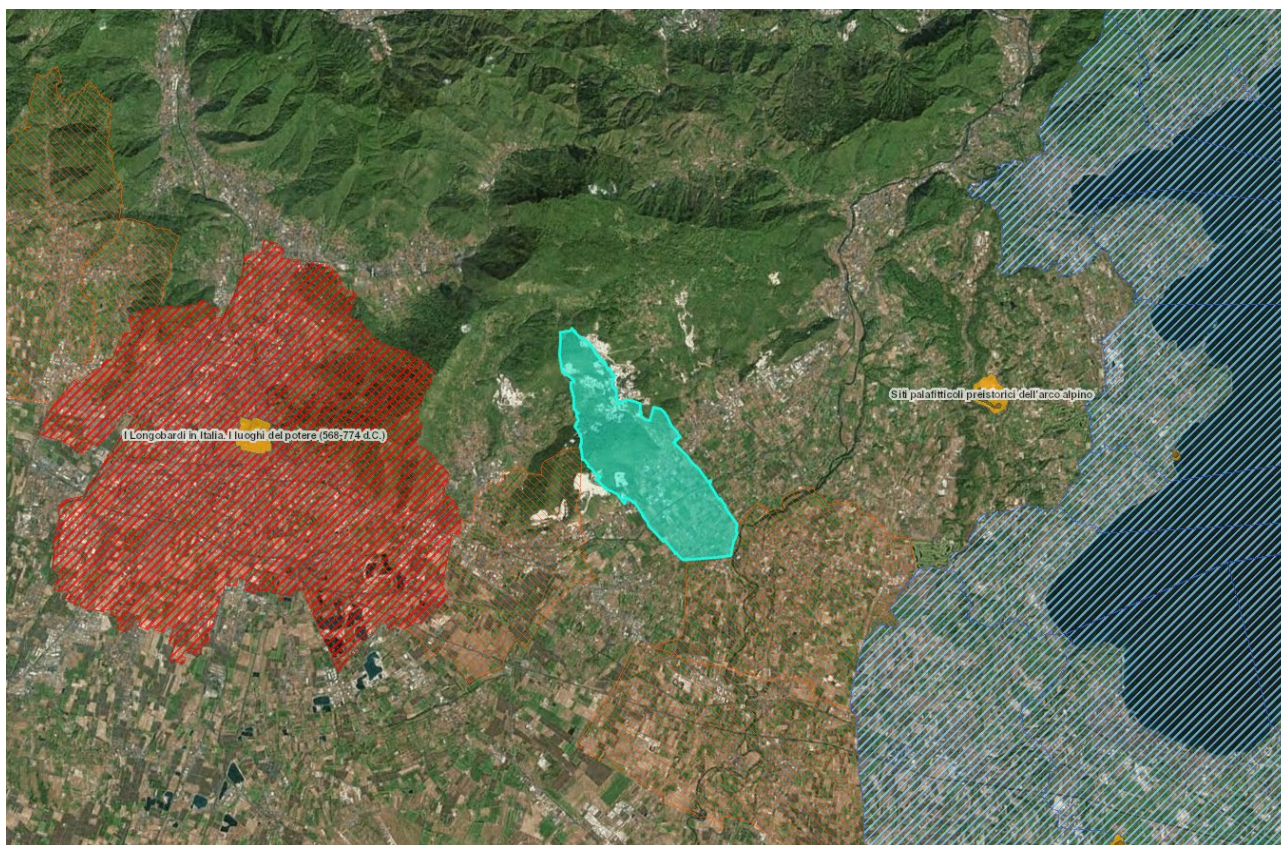 Siti palafitticoli preistorici dell'arco alpino
I Longobardi in Italia. I luoghi del potere (568-774 d.C.)